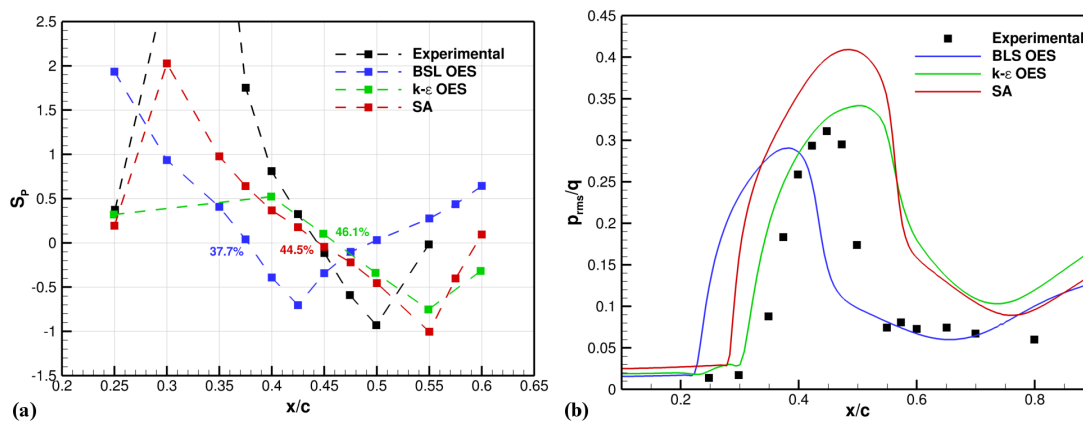 2.5
2
1.5
1
0.5
0
-0.5
-1
-1.5
0.2
0.25
0.3
0.35
0.4
0.45
0.5
0.55
0.6
0.65
S_P
x/c
Experimental
BSL OES
k-ε OES
SA
37.7%
44.5%
46.1%
(a)
0.45
0.4
0.35
0.3
0.25
0.2
0.15
0.1
0.05
0
0.2
0.4
0.6
0.8
p_rms/q
x/c
Experimental
BLS OES
k-ε OES
SA
(b)